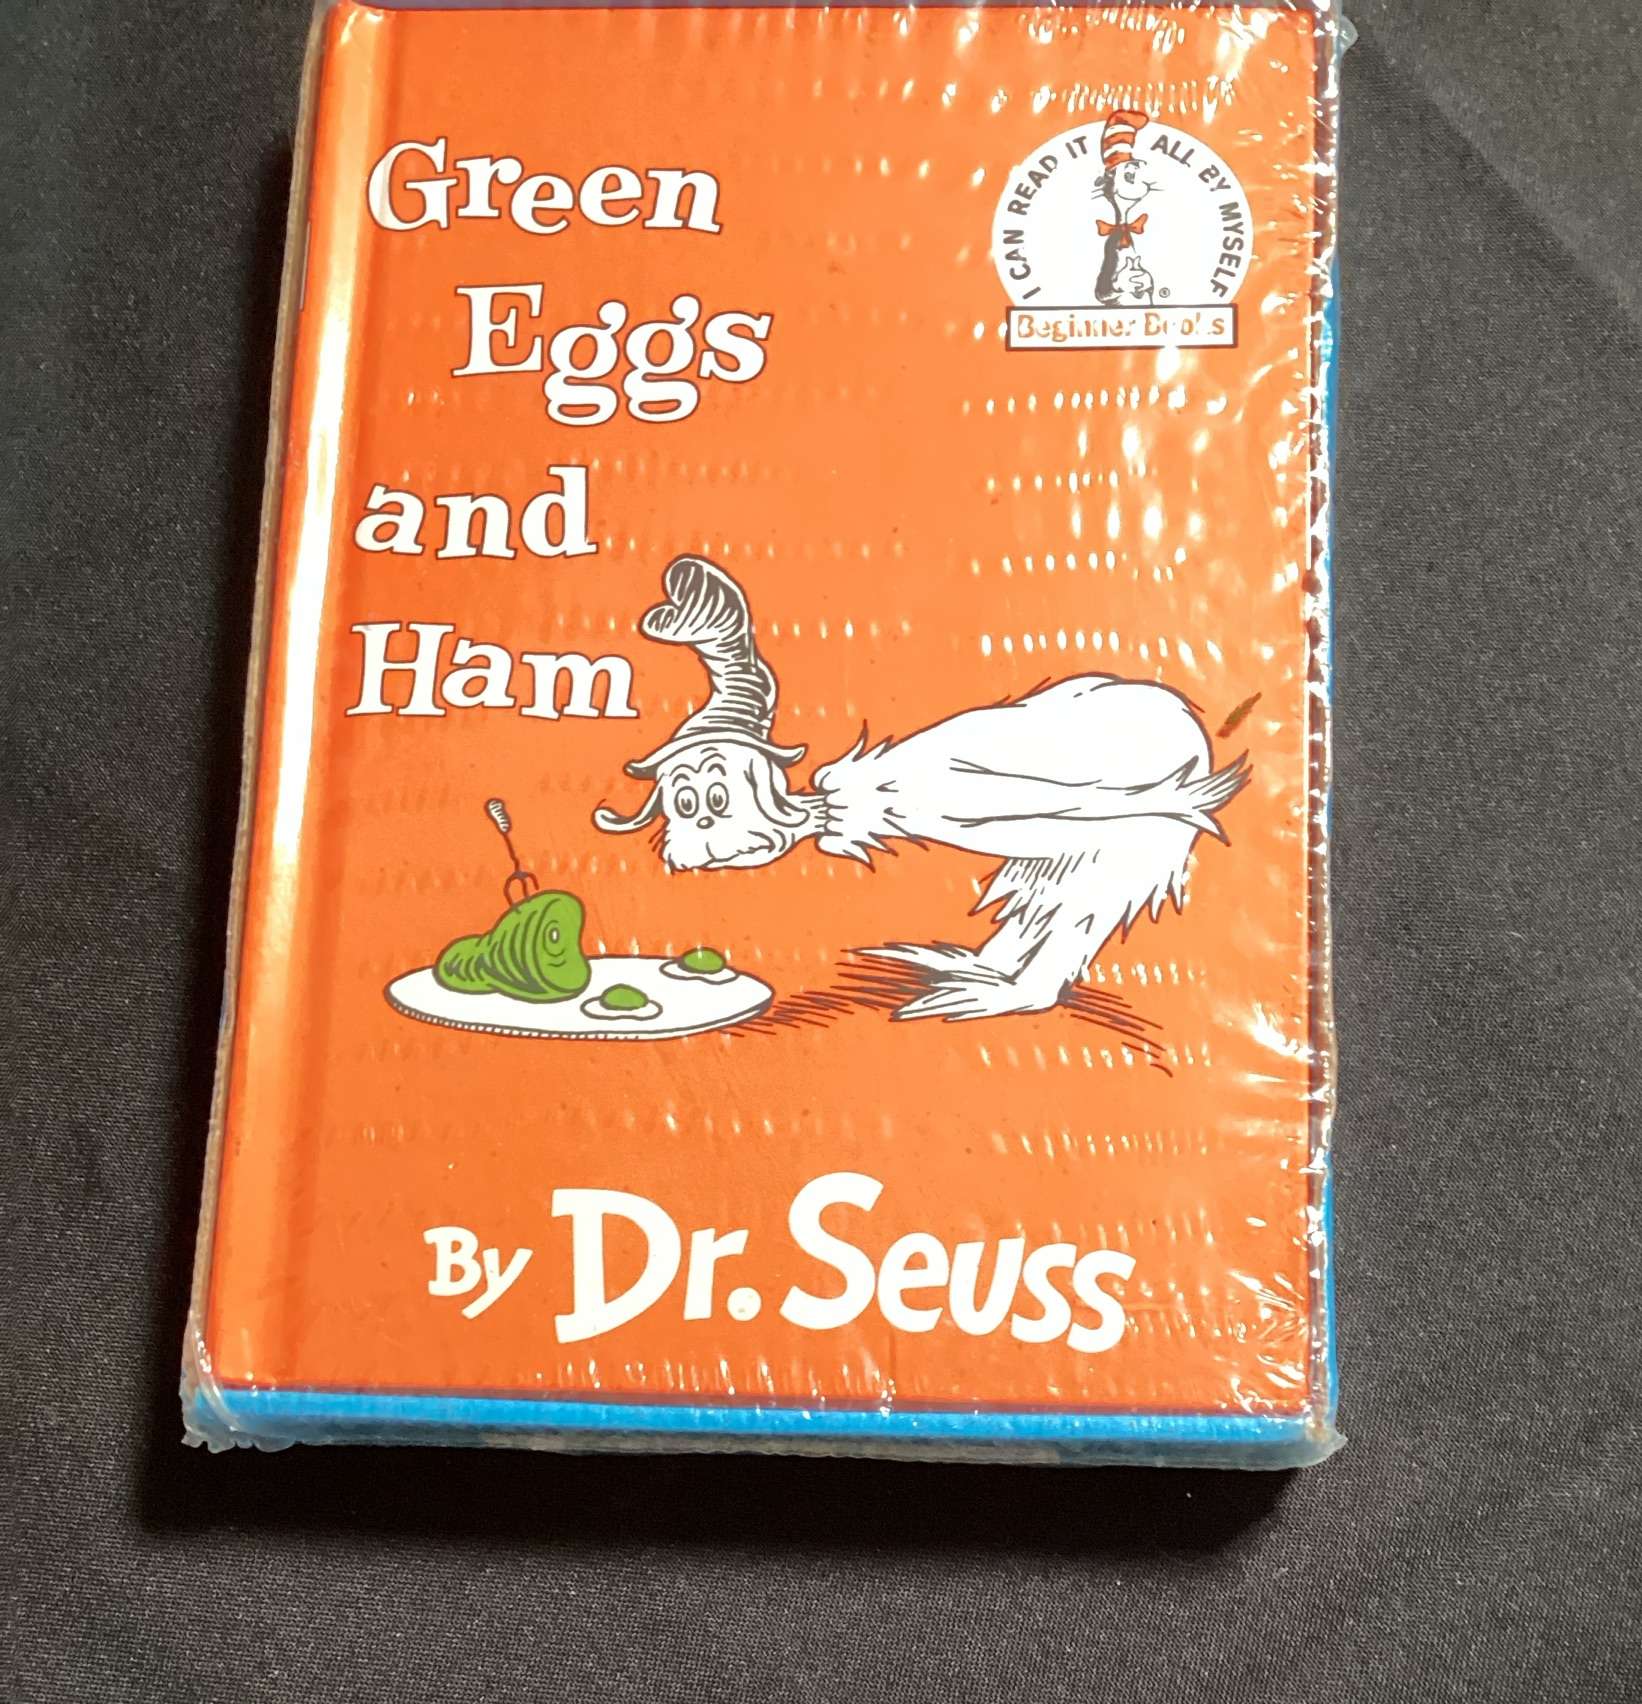 Green
Eggs
and
Ham
I CAN READ IT ALL BY MYSELF
®
Beginner Books
By Dr. Seuss